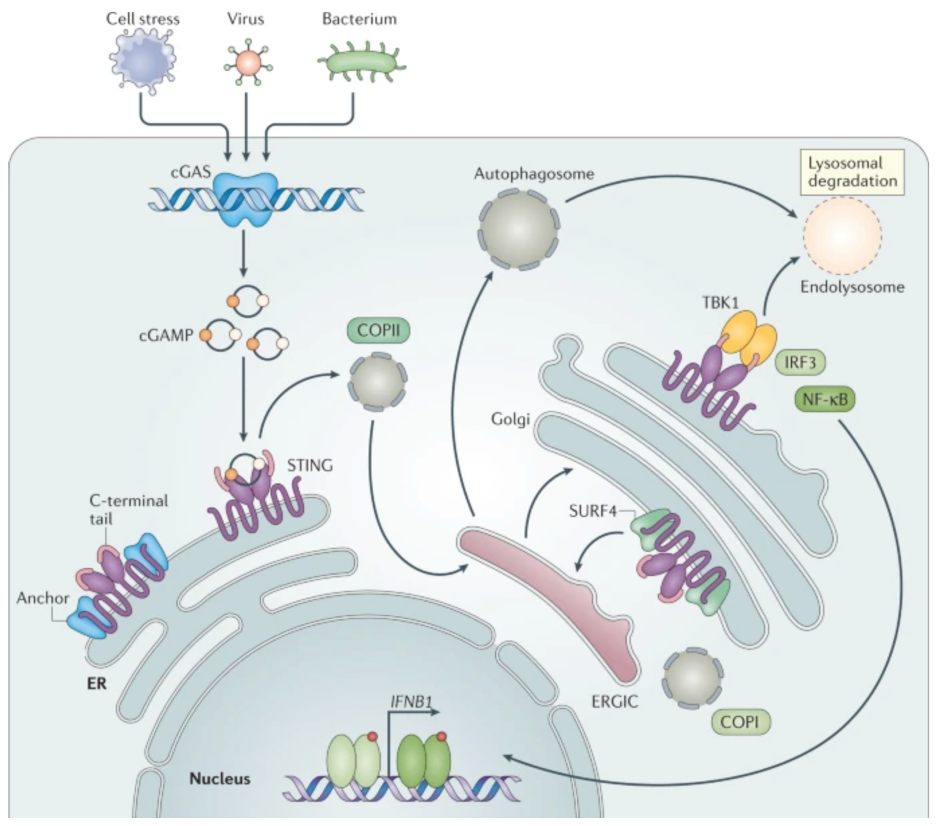 Cell stress
Virus
Bacterium
cGAS
Autophagosome
Lysosomal
degradation
Endolysosome
TBK1
cGAMP
COPII
IRF3
NF-κB
Golgi
STING
C-terminal
tail
SURF4
Anchor
ER
ERGIC
IFNB1
COPI
Nucleus